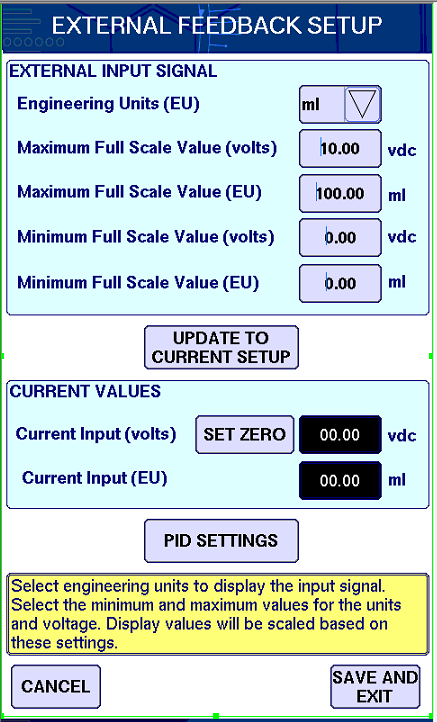 EXTERNAL FEEDBACK SETUP
EXTERNAL INPUT SIGNAL
Engineering Units (EU) ml
Maximum Full Scale Value (volts) 10.00 vdc
Maximum Full Scale Value (EU) 100.00 ml
Minimum Full Scale Value (volts) 0.00 vdc
Minimum Full Scale Value (EU) 0.00 ml
UPDATE TO
CURRENT SETUP
CURRENT VALUES
Current Input (volts) SET ZERO 00.00 vdc
Current Input (EU) 00.00 ml
PID SETTINGS
Select engineering units to display the input signal.
Select the minimum and maximum values for the units
and voltage. Display values will be scaled based on
these settings.
CANCEL
SAVE AND
EXIT